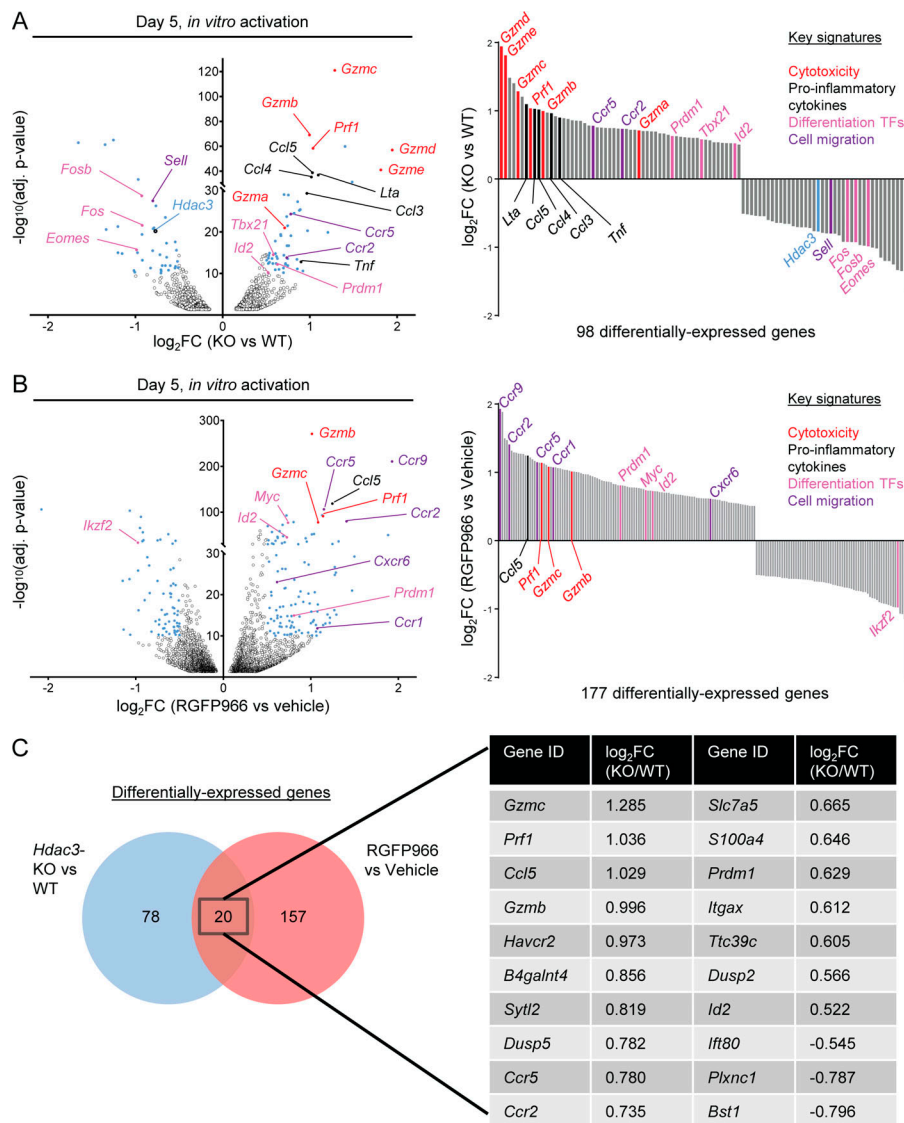 A
Day 5, in vitro activation
-log10(adj. p-value)
120
100
80
60
40
30
20
10
Gzmc
Gzmb
Prf1
Ccl5
Gzmd
Ccl4
Gzme
Fosb
Sell
Lta
Gzma
Ccl3
Hdac3
Fos
Tbx21
Ccr5
Eomes
Id2
Ccr2
Tnf
Prdm1
-2
-1
0
1
2
log2FC (KO vs WT)
log2FC (KO vs WT)
2
1
0
-1
-2
Gzmd
Gzme
Gzmc
Prf1
Gzmb
Ccr5
Ccr2
Gzma
Prdm1
Tbx21
Id2
Lta
Ccl5
Ccl4
Ccl3
Tnf
Hdac3
Sell
Fos
Fosb
Eomes
98 differentially-expressed genes
Key signatures
Cytotoxicity
Pro-inflammatory
cytokines
Differentiation TFs
Cell migration
B
Day 5, in vitro activation
-log10(adj. p-value)
300
200
100
30
20
10
Gzmb
Ccr5
Ccr9
Gzmc
Ccl5
Myc
Prf1
Id2
Ccr2
Ikzf2
Cxcr6
Prdm1
Ccr1
-2
-1
0
1
2
log2FC (RGFP966 vs vehicle)
log2FC (RGFP966 vs Vehicle)
2
1
0
-1
-2
Ccr9
Ccr2
Ccr5
Ccr1
Prdm1
Myc
Id2
Cxcr6
Ccl5
Prf1
Gzmc
Gzmb
Ikzf2
177 differentially-expressed genes
Key signatures
Cytotoxicity
Pro-inflammatory
cytokines
Differentiation TFs
Cell migration
C
Differentially-expressed genes
Hdac3-
KO vs
WT
RGFP966
vs Vehicle
78
20
157
Gene ID log2FC (KO/WT) Gene ID log2FC (KO/WT)
Gzmc 1.285 Slc7a5 0.665
Prf1 1.036 S100a4 0.646
Ccl5 1.029 Prdm1 0.629
Gzmb 0.996 Itgax 0.612
Havcr2 0.973 Ttc39c 0.605
B4galnt4 0.856 Dusp2 0.566
Sytl2 0.819 Id2 0.522
Dusp5 0.782 Ift80 -0.545
Ccr5 0.780 Plxnc1 -0.787
Ccr2 0.735 Bst1 -0.796